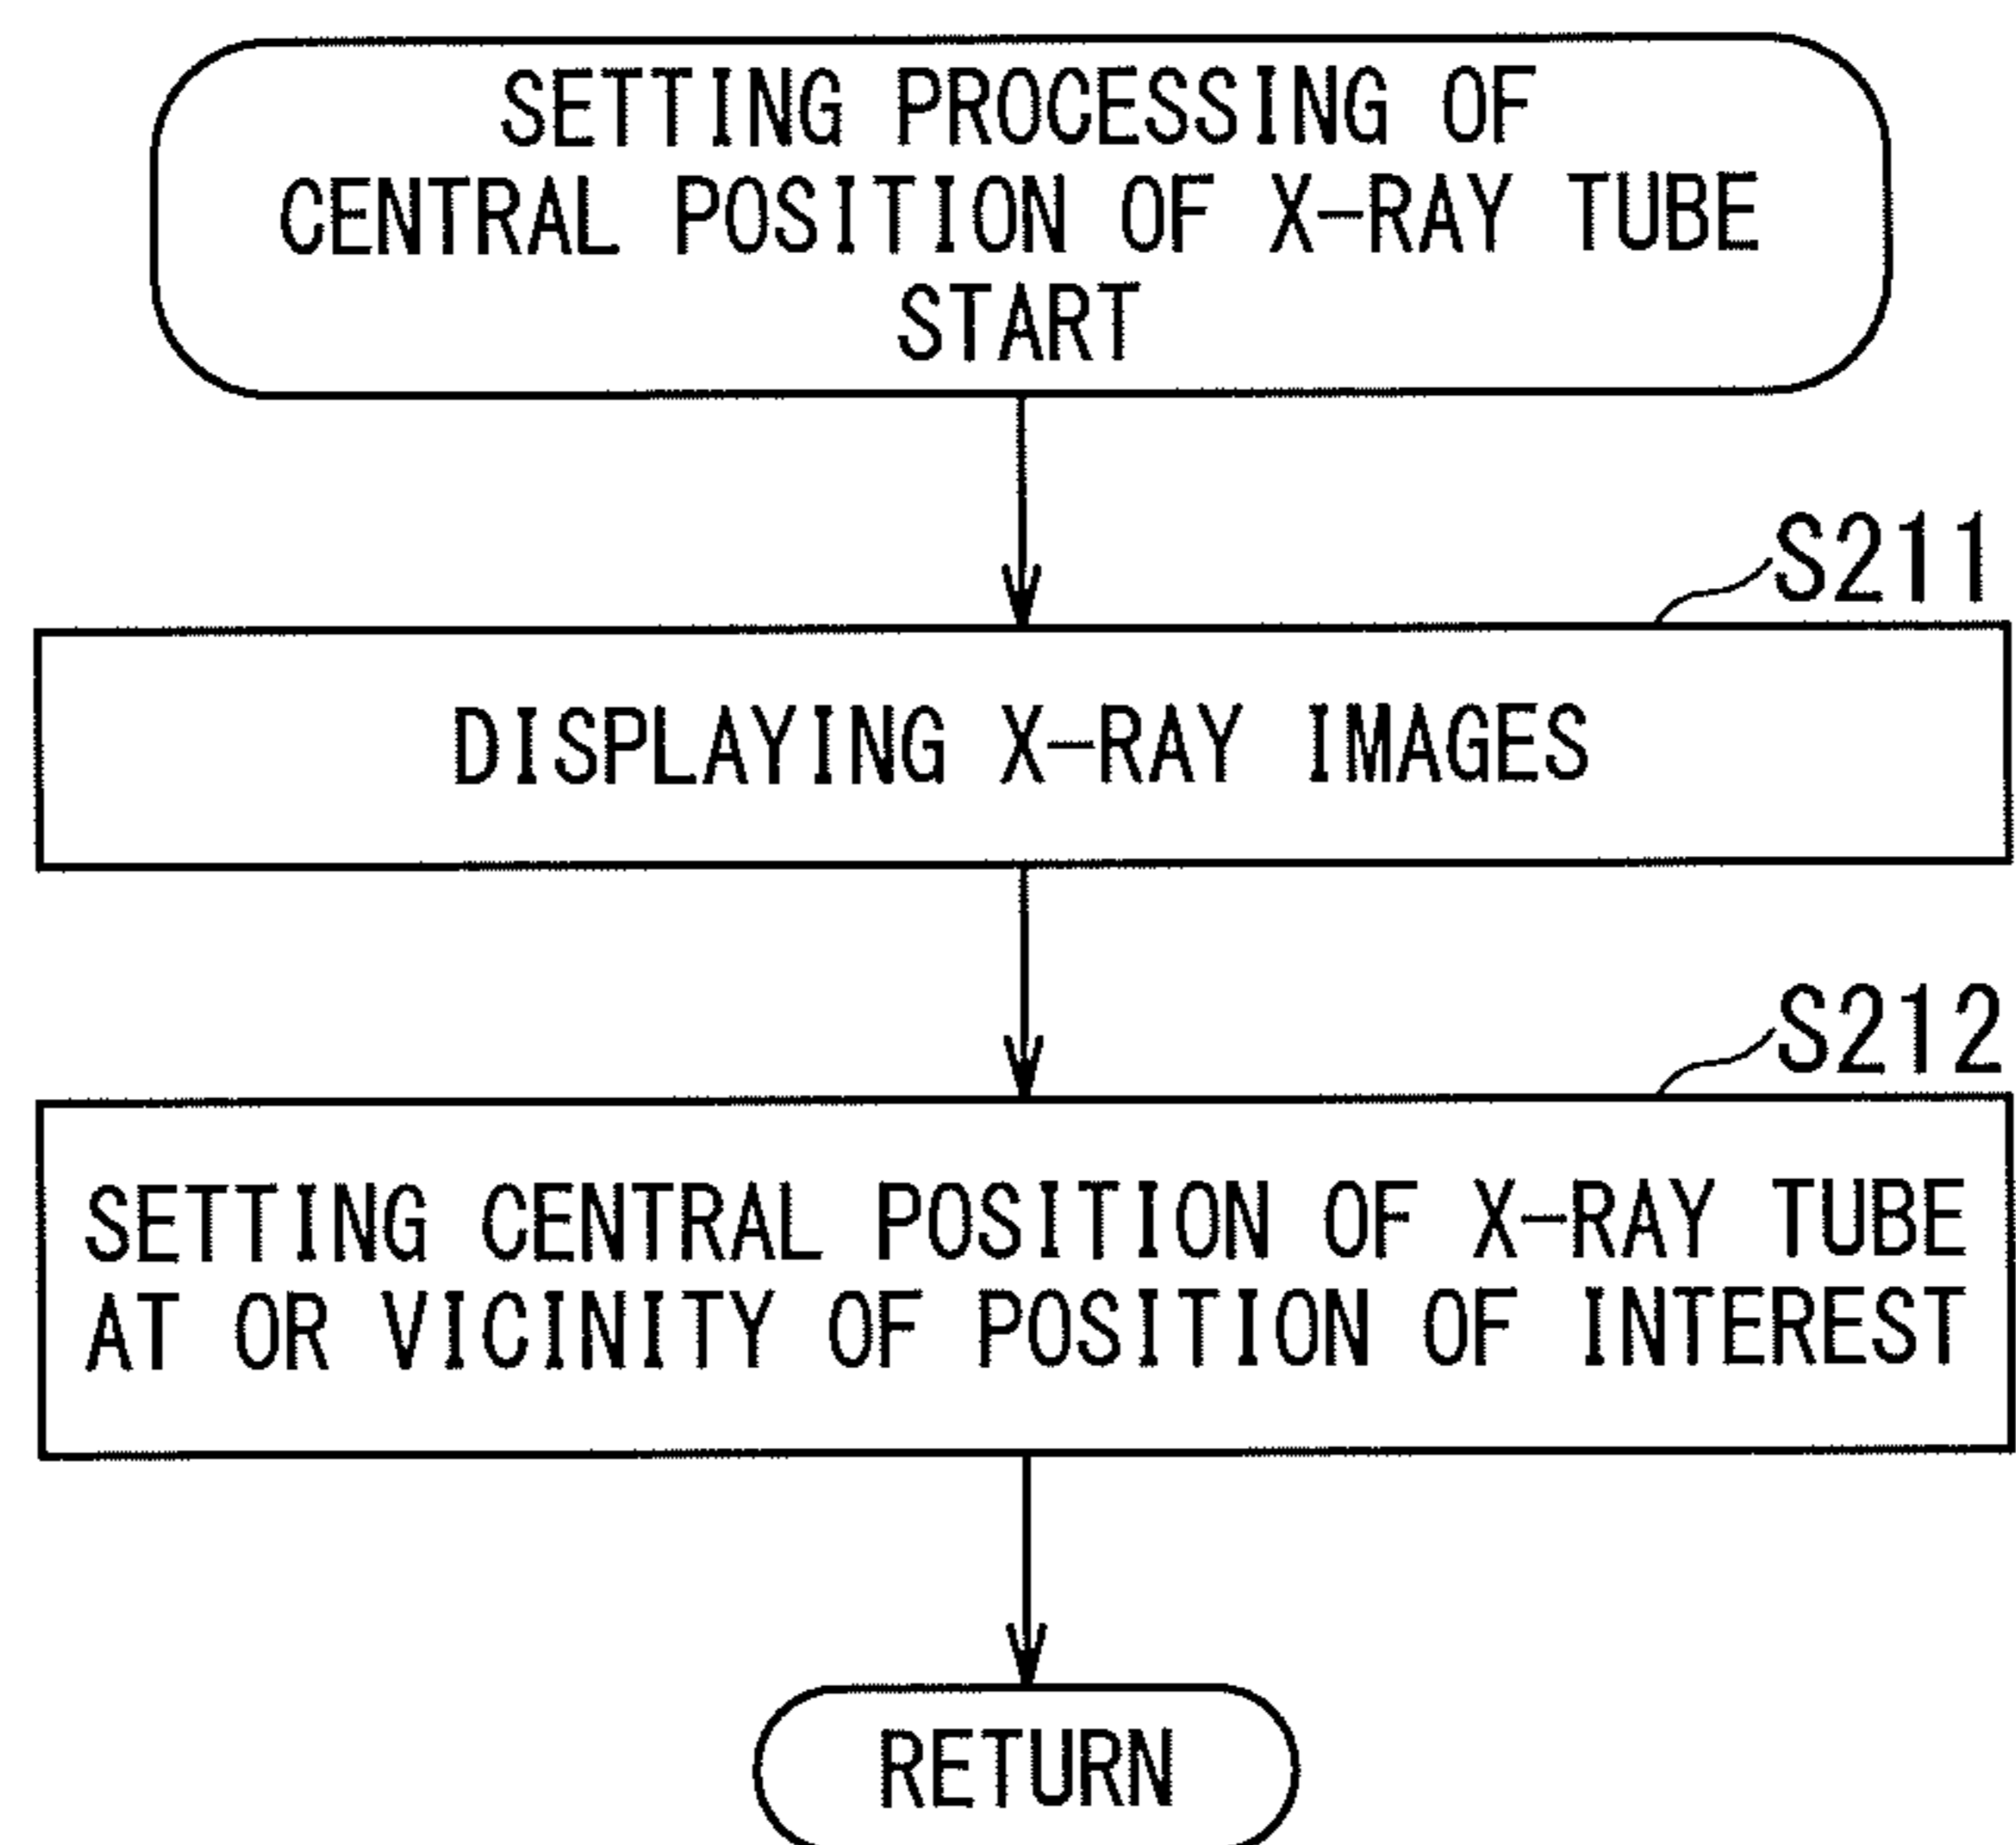 SETTING PROCESSING OF
CENTRAL POSITION OF X-RAY TUBE
START
S211
DISPLAYING X-RAY IMAGES
S212
SETTING CENTRAL POSITION OF X-RAY TUBE
AT OR VICINITY OF POSITION OF INTEREST
RETURN